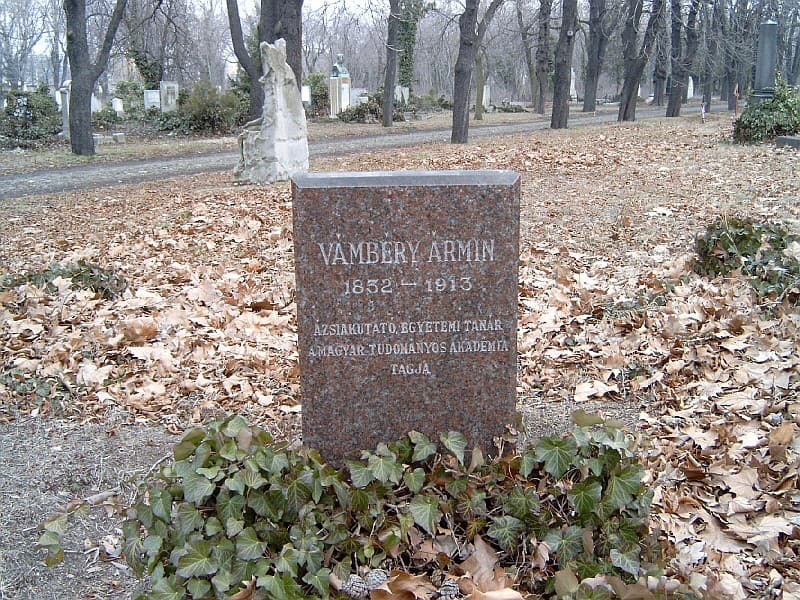 VÁMBÉRY ÁRMIN
1832 — 1913
ÁZSIAKUTATÓ, EGYETEMI TANÁR
A MAGYAR TUDOMÁNYOS AKADÉMIA
TAGJA